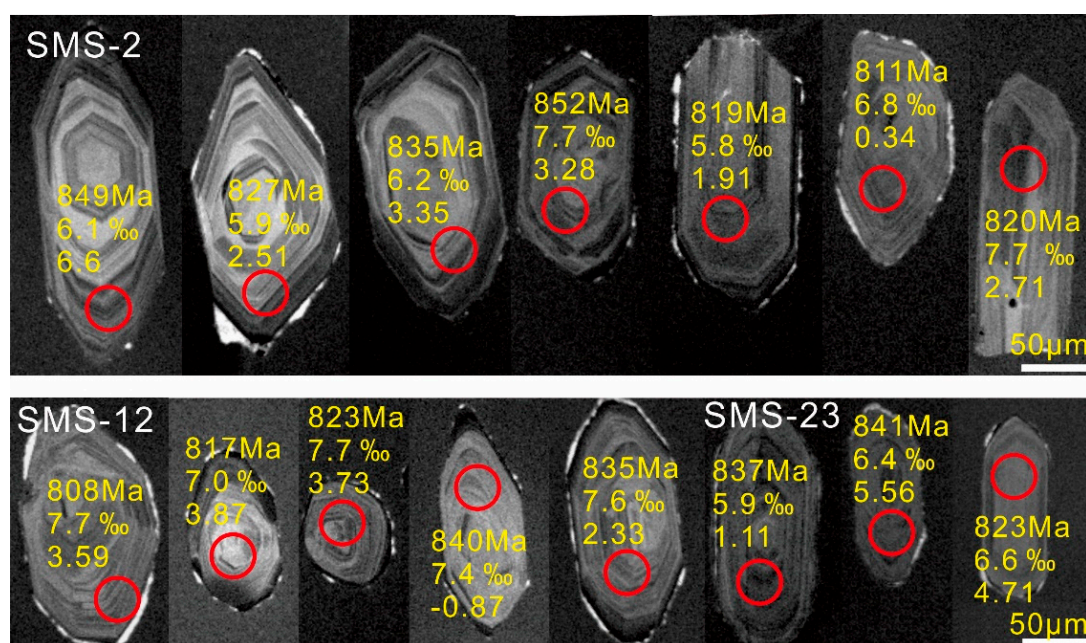 SMS-2
849Ma
6.1 ‰
6.6
827Ma
5.9 ‰
2.51
835Ma
6.2 ‰
3.35
852Ma
7.7 ‰
3.28
819Ma
5.8 ‰
1.91
811Ma
6.8 ‰
0.34
820Ma
7.7 ‰
2.71
50µm
SMS-12
808Ma
7.7 ‰
3.59
817Ma
7.0 ‰
3.87
823Ma
7.7 ‰
3.73
840Ma
7.4 ‰
-0.87
835Ma
7.6 ‰
2.33
SMS-23
837Ma
5.9 ‰
1.11
841Ma
6.4 ‰
5.56
823Ma
6.6 ‰
4.71
50µm